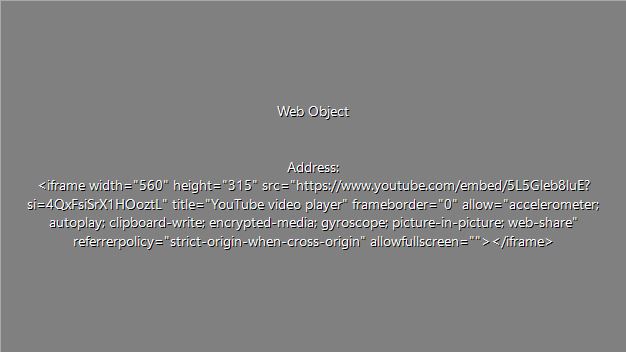 Web Object
Address:
<iframe width="560" height="315" src="https://www.youtube.com/embed/5L5Gleb8IuE?
si=4QxFsiSrX1HOoztL" title="YouTube video player" frameborder="0" allow="accelerometer;
autoplay; clipboard-write; encrypted-media; gyroscope; picture-in-picture; web-share"
referrerpolicy="strict-origin-when-cross-origin" allowfullscreen=""></iframe>